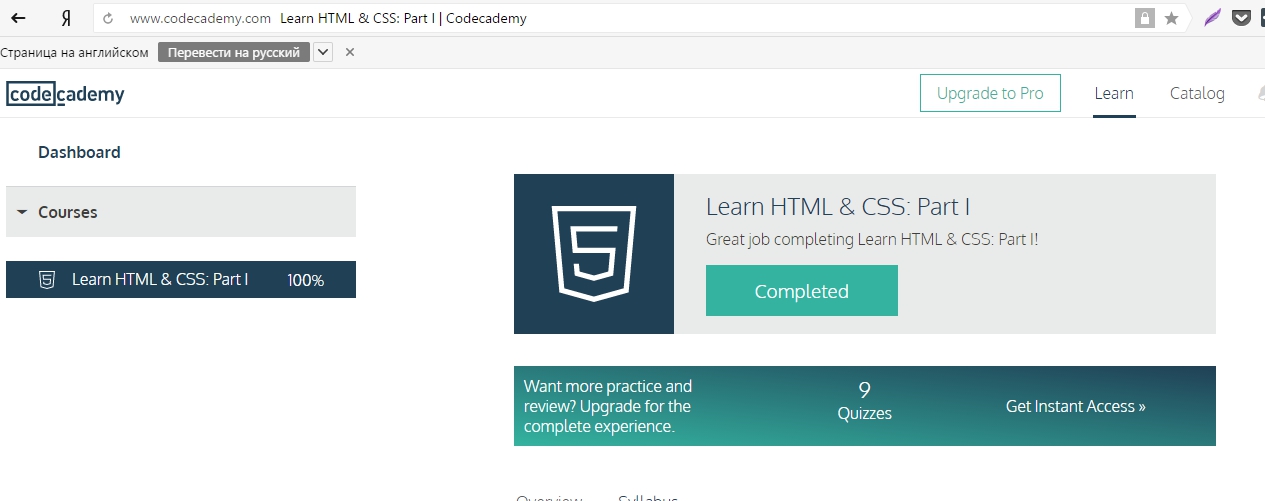 Я www.codecademy.com Learn HTML & CSS: Part I | Codecademy
Страница на английском Перевести на русский
codecademy Upgrade to Pro Learn Catalog
Dashboard
Courses
Learn HTML & CSS: Part I 100%
Learn HTML & CSS: Part I
Great job completing Learn HTML & CSS: Part I!
Completed
Want more practice and
review? Upgrade for the
complete experience.
9
Quizzes
Get Instant Access »
Overview Syllabus